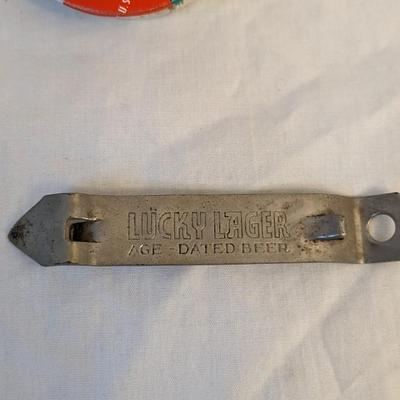 U.S
LUCKY LAGER
AGE-DATED BEER